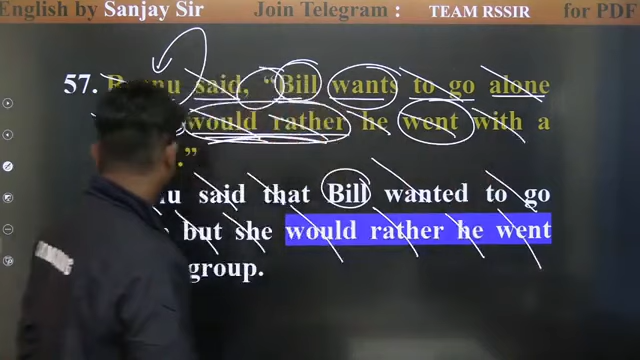 English by Sanjay Sir Join Telegram : TEAM RSSIR for PDF
57. said, “Bill wants to go alone
would rather he went with a
.”
said that Bill wanted to go
but she would rather he went
group.